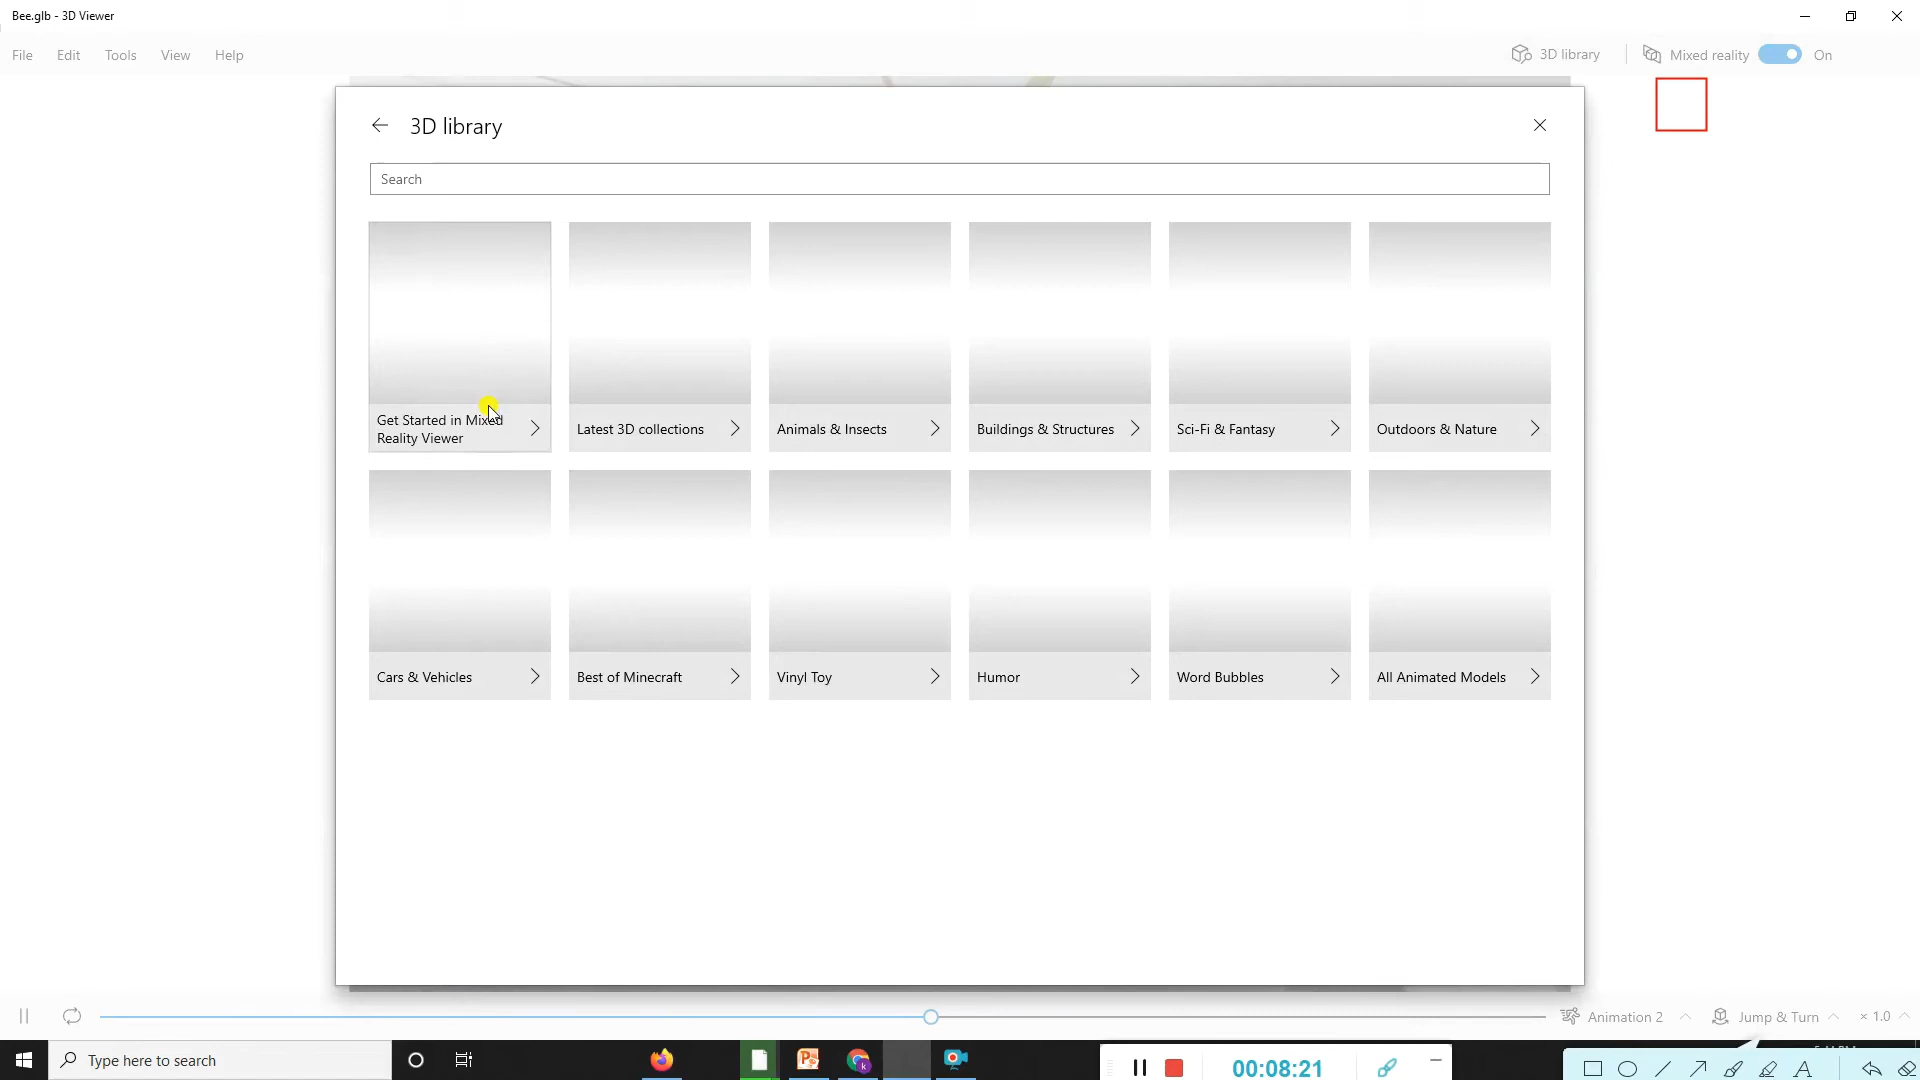 Bee.glb - 3D Viewer
File Edit Tools View Help
3D library Mixed reality On
3D library
Search
Get Started in Mixed
Reality Viewer
Latest 3D collections
Animals & Insects
Buildings & Structures
Sci-Fi & Fantasy
Outdoors & Nature
Cars & Vehicles
Best of Minecraft
Vinyl Toy
Humor
Word Bubbles
All Animated Models
Animation 2 Jump & Turn × 1.0
Type here to search
00:08:21